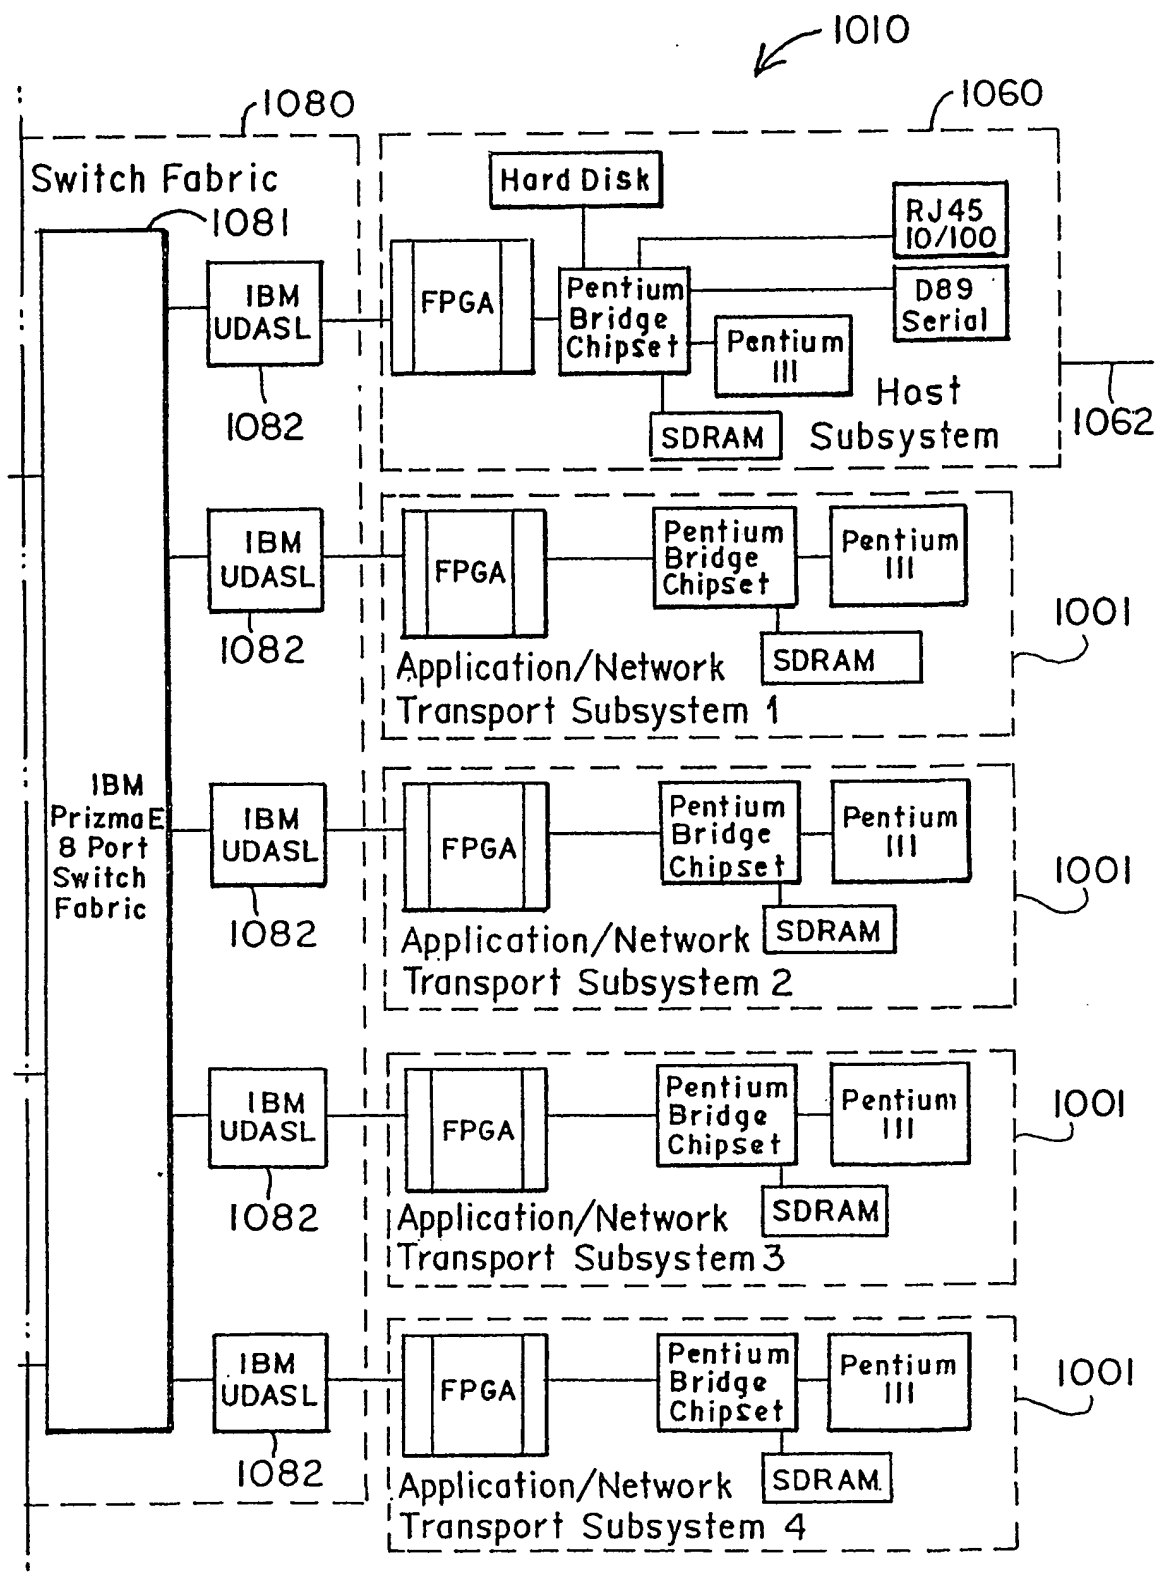 1010
1080
1060
Switch Fabric
1081
Hard Disk
RJ45
10/100
IBM
UDASL
FPGA
Pentium
Bridge
Chipset
D89
Serial
Pentium
III
1082
SDRAM
Host
Subsystem
1062
IBM
UDASL
FPGA
Pentium
Bridge
Chipset
Pentium
III
1001
1082
Application/Network
Transport Subsystem 1
SDRAM
IBM
PrizmaE
8 Port
Switch
Fabric
IBM
UDASL
FPGA
Pentium
Bridge
Chipset
Pentium
III
1001
1082
Application/Network
Transport Subsystem 2
SDRAM
IBM
UDASL
FPGA
Pentium
Bridge
Chipset
Pentium
III
1001
1082
Application/Network
Transport Subsystem 3
SDRAM
IBM
UDASL
FPGA
Pentium
Bridge
Chipset
Pentium
III
1001
1082
Application/Network
Transport Subsystem 4
SDRAM